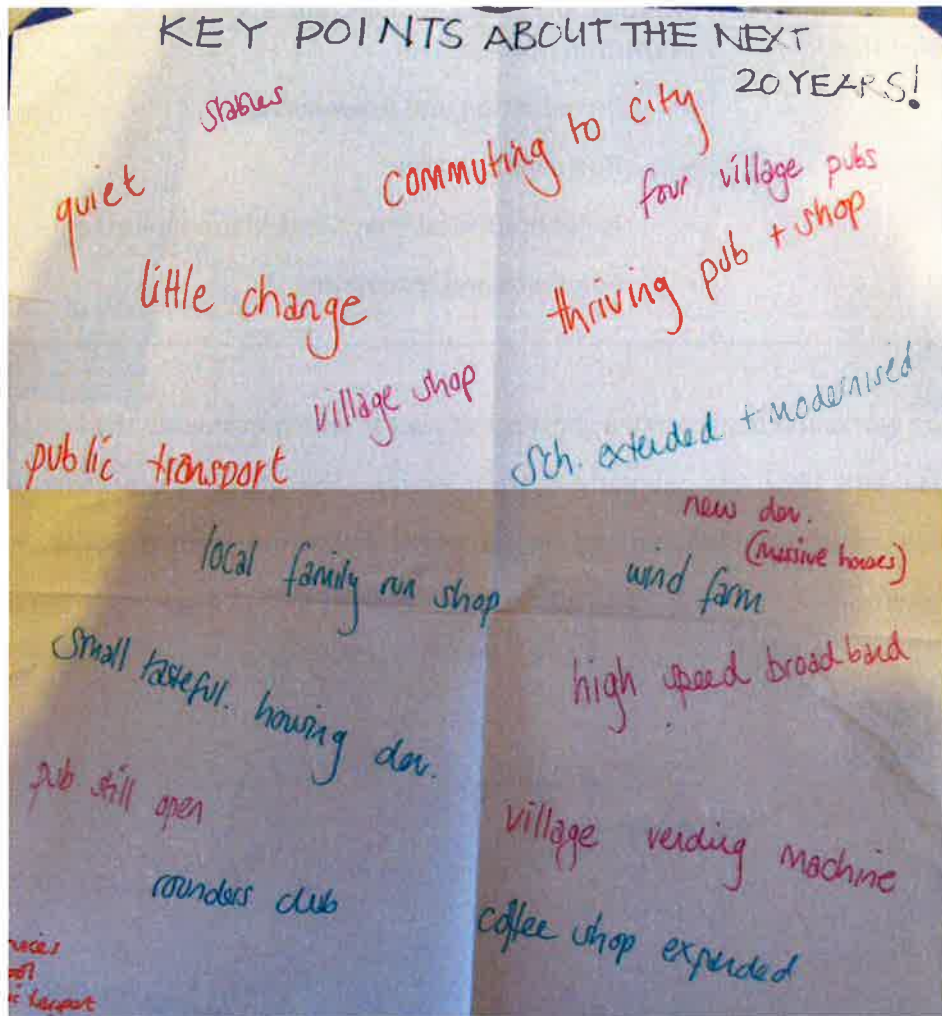 KEY POINTS ABOUT THE NEXT
20 YEARS!
stables
commuting to city
quiet
four village pubs
little change
thriving pub + shop
village shop
sch. extended + modernised
public transport
new dev.
(massive houses)
local family run shop
wind farm
small tasteful. housing dev.
high speed broadband
pub still open
village vending machine
rounders club
coffee shop expanded